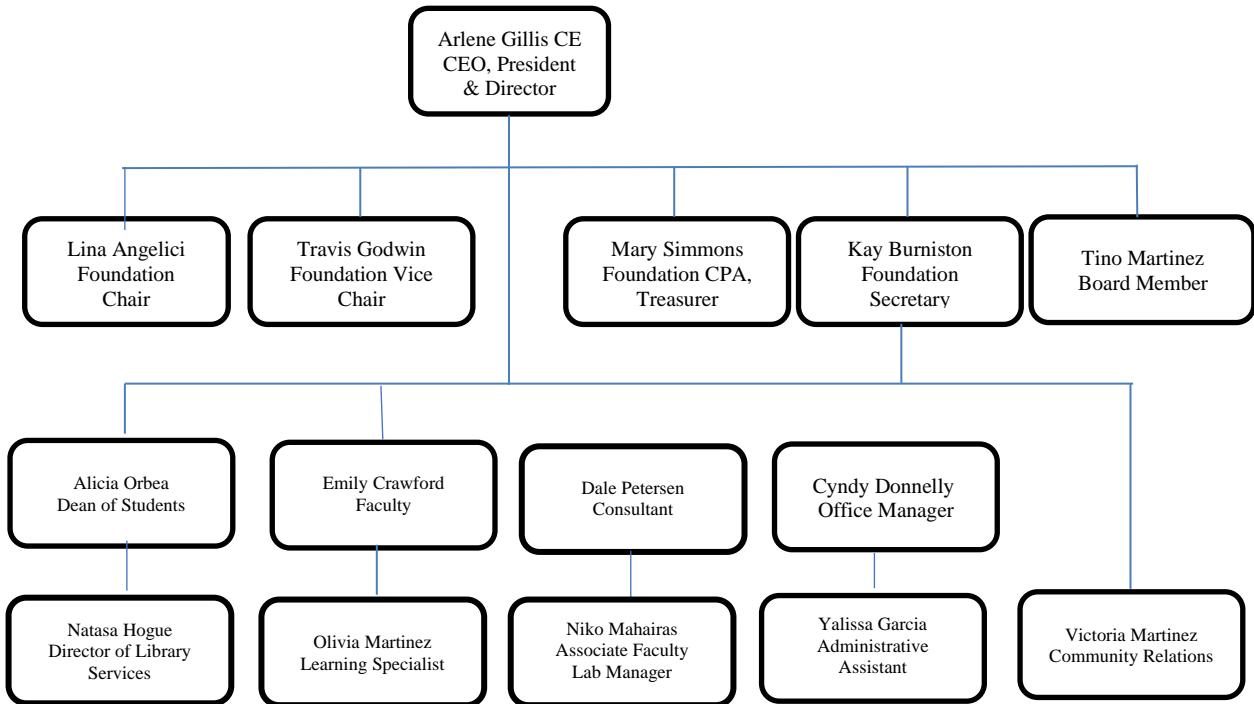 Arlene Gillis CE
CEO, President
& Director
Lina Angelici
Foundation
Chair
Travis Godwin
Foundation Vice
Chair
Mary Simmons
Foundation CPA,
Treasurer
Kay Burniston
Foundation
Secretary
Tino Martinez
Board Member
Alicia Orbea
Dean of Students
Emily Crawford
Faculty
Dale Petersen
Consultant
Cyndy Donnelly
Office Manager
Natasa Hogue
Director of Library
Services
Olivia Martinez
Learning Specialist
Niko Mahairas
Associate Faculty
Lab Manager
Yalissa Garcia
Administrative
Assistant
Victoria Martinez
Community Relations